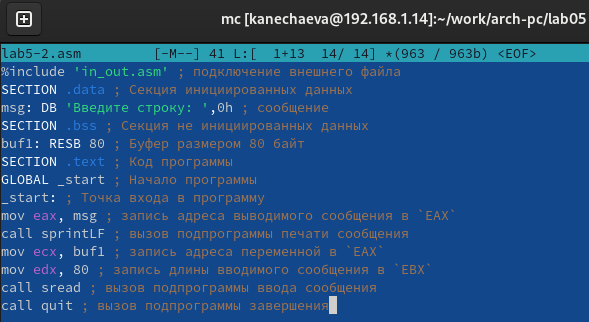 mc [kanechaeva@192.168.1.14]:~/work/arch-pc/lab05
lab5-2.asm [-M--] 41 L:[ 1+13 14/ 14] *(963 / 963b) <EOF>
%include 'in_out.asm' ; подключение внешнего файла
SECTION .data ; Секция инициированных данных
msg: DB 'Введите строку: ',0h ; сообщение
SECTION .bss ; Секция не инициированных данных
buf1: RESB 80 ; Буфер размером 80 байт
SECTION .text ; Код программы
GLOBAL _start ; Начало программы
_start: ; Точка входа в программу
mov eax, msg ; запись адреса выводимого сообщения в `EAX`
call sprintLF ; вызов подпрограммы печати сообщения
mov ecx, buf1 ; запись адреса переменной в `EAX`
mov edx, 80 ; запись длины вводимого сообщения в `EBX`
call sread ; вызов подпрограммы ввода сообщения
call quit ; вызов подпрограммы завершения